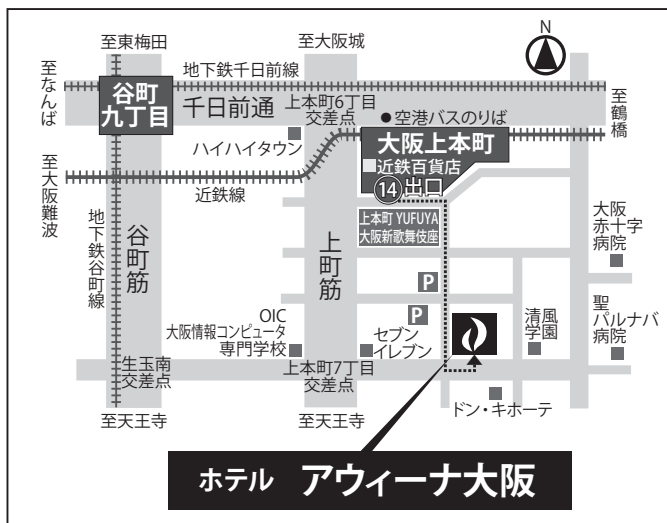 至東梅田
至大阪城
N
至なんば
地下鉄千日前線
谷町
九丁目
千日前通
上本町6丁目
交差点
●空港バスのりば
至鶴橋
ハイハイタウン
大阪上本町
近鉄百貨店
⑭出口
至大阪難波
近鉄線
地下鉄谷町線
谷町筋
上町筋
上本町 YUFUYA
大阪新歌舞伎座
大阪
赤十字
病院
P
P
OIC
大阪情報コンピュータ
専門学校
セブン
イレブン
清風
学園
聖
バルナバ
病院
生玉南
交差点
上本町7丁目
交差点
至天王寺
至天王寺
ドン・キホーテ
ホテル アウィーナ大阪